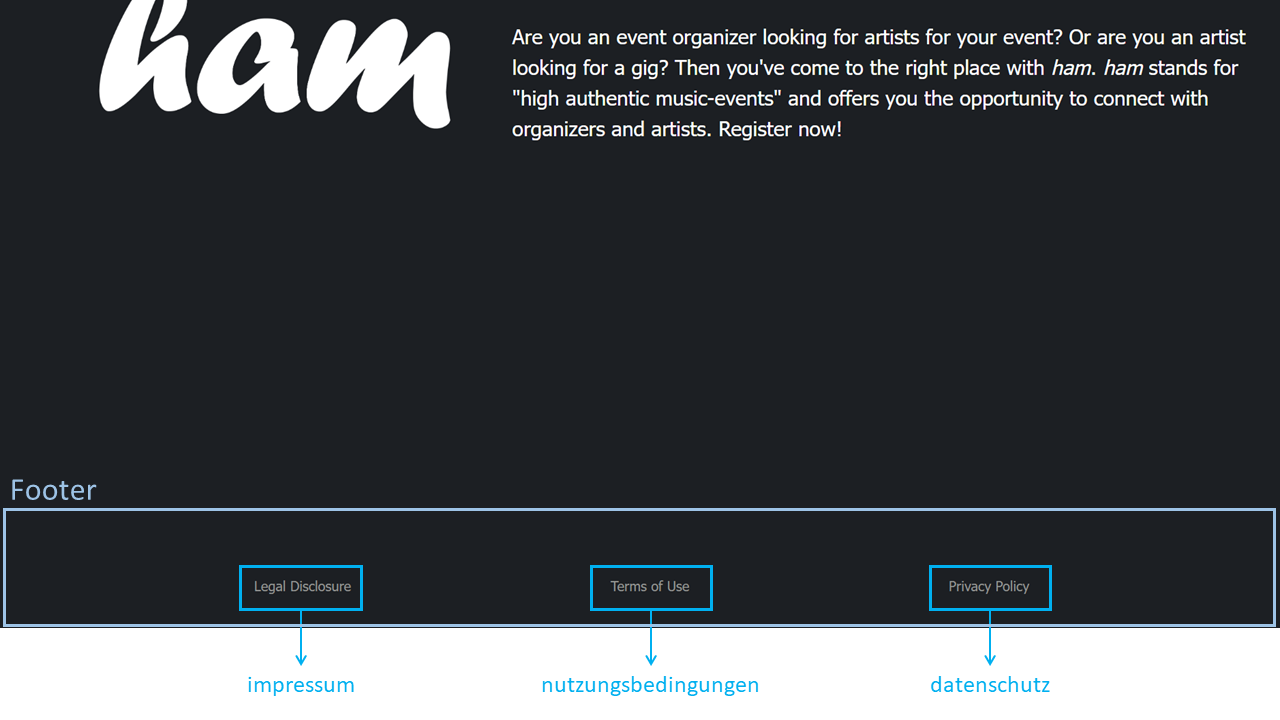 ham
Are you an event organizer looking for artists for your event? Or are you an artist
looking for a gig? Then you've come to the right place with ham. ham stands for
"high authentic music-events" and offers you the opportunity to connect with
organizers and artists. Register now!
Footer
Legal Disclosure
Terms of Use
Privacy Policy
impressum
nutzungsbedingungen
datenschutz